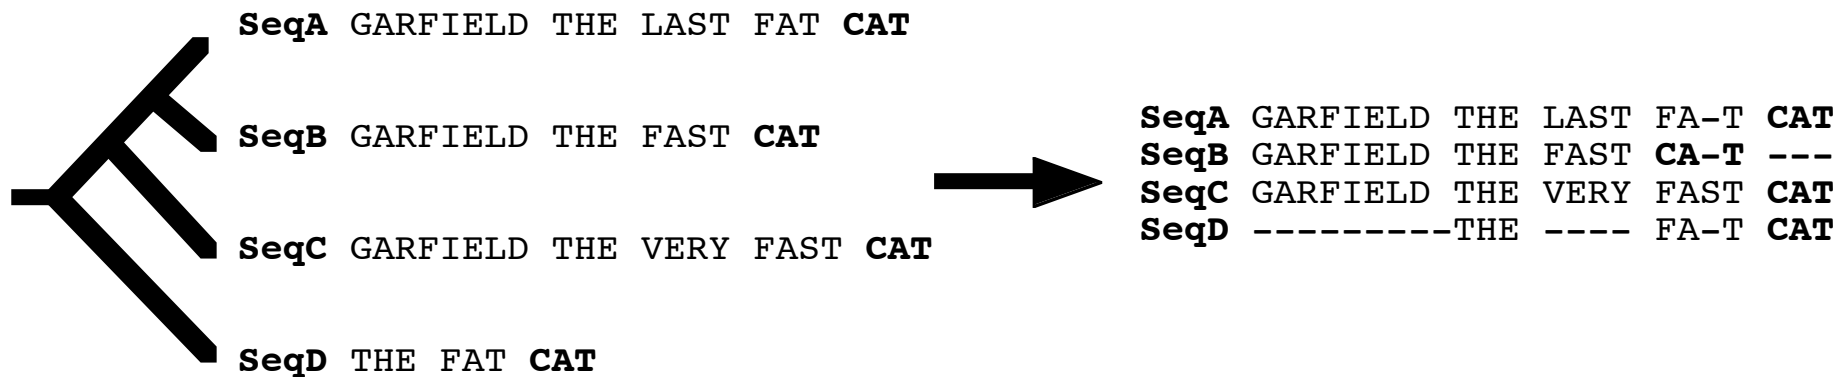 SeqA GARFIELD THE LAST FAT CAT
SeqB GARFIELD THE FAST CAT
SeqC GARFIELD THE VERY FAST CAT
SeqD THE FAT CAT
SeqA GARFIELD THE LAST FA-T CAT
SeqB GARFIELD THE FAST CA-T ---
SeqC GARFIELD THE VERY FAST CAT
SeqD ---------THE ---- FA-T CAT